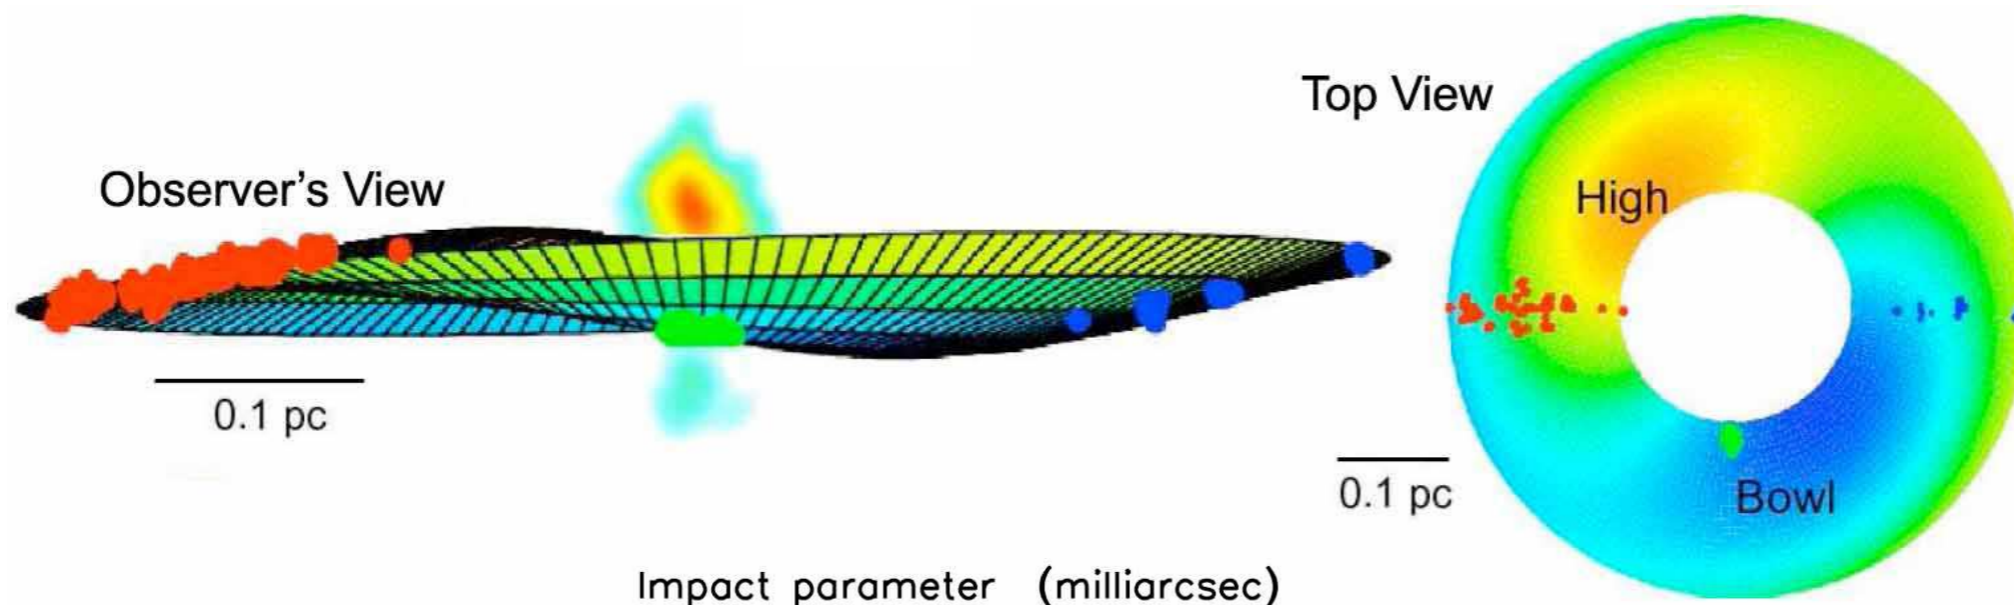 Top View
Observer's View
High
0.1 pc
0.1 pc
Bowl
Impact parameter (milliarcsec)